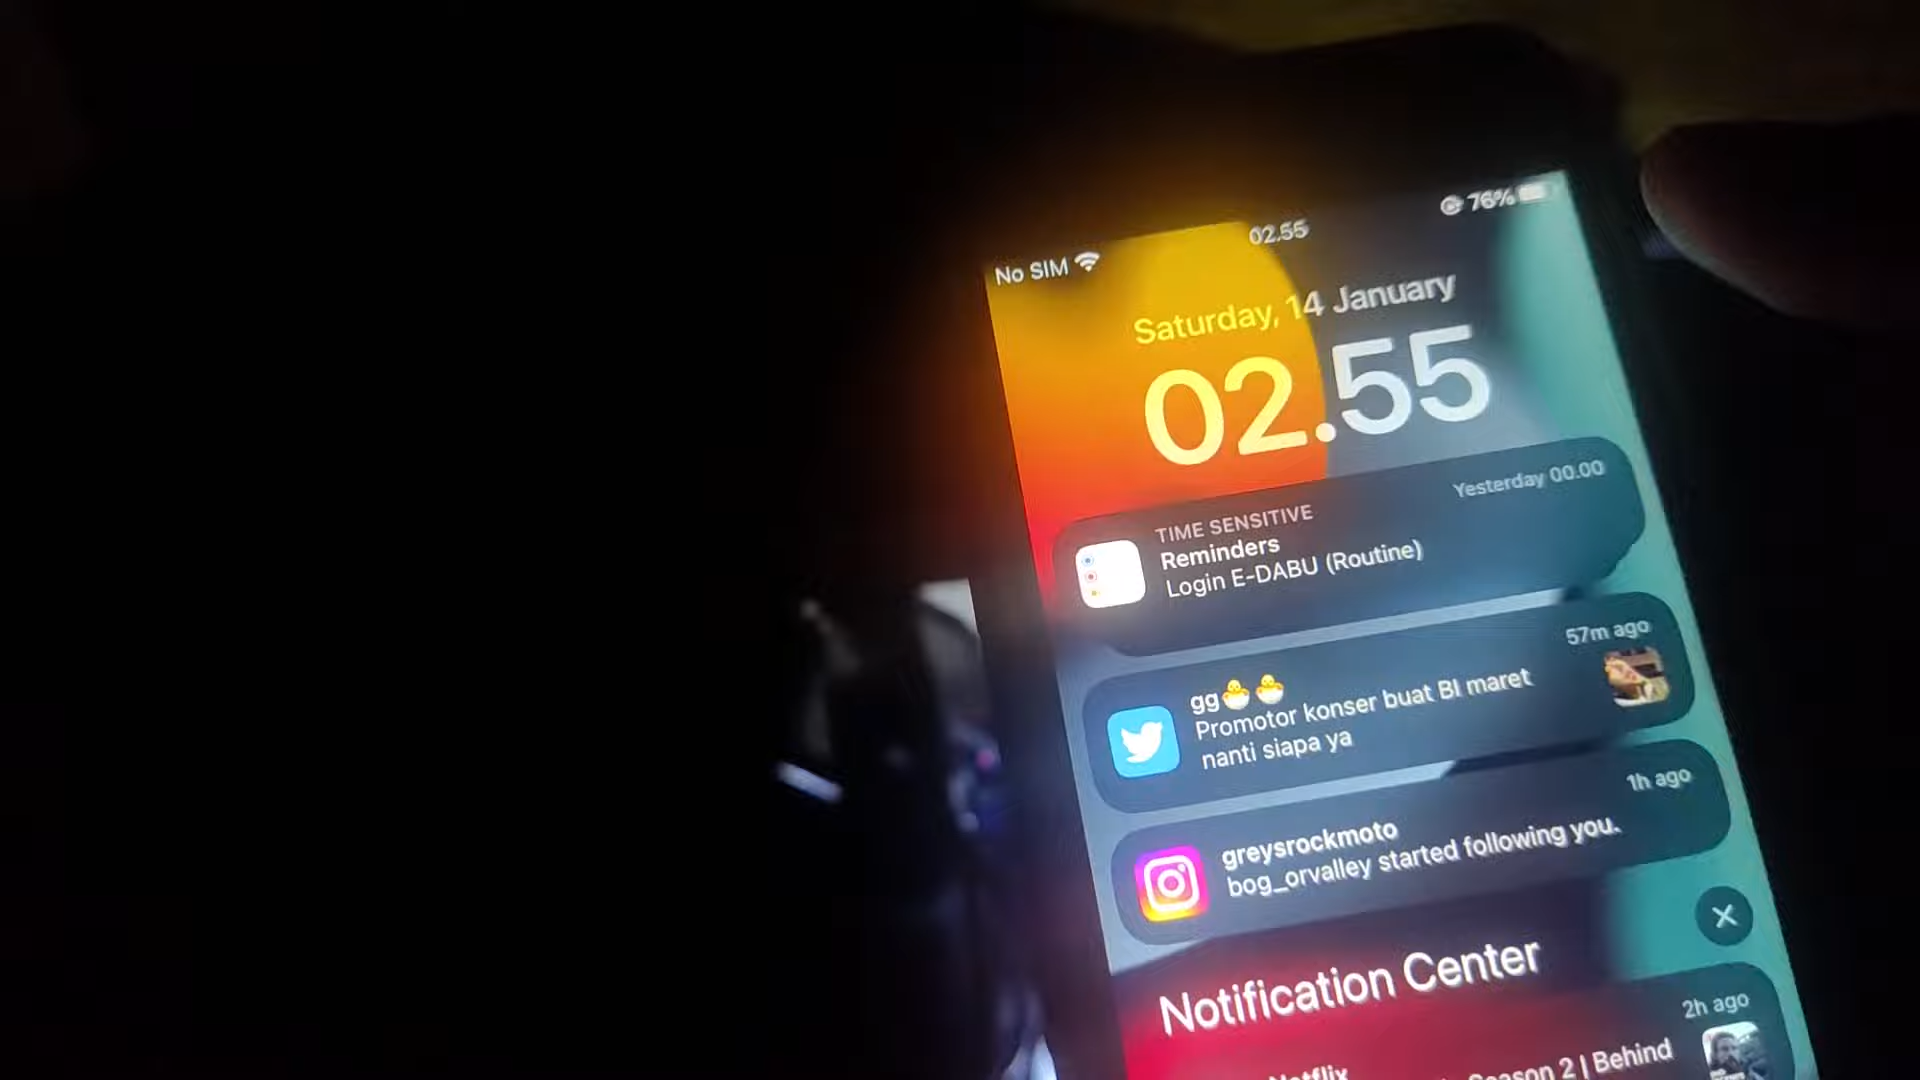 No SIM
02.55
76%
Saturday, 14 January
02.55
TIME SENSITIVE
Yesterday 00.00
Reminders
Login E-DABU (Routine)
gg🐣🐣
57m ago
Promotor konser buat BI maret
nanti siapa ya
greysrockmoto
1h ago
bog_orvalley started following you.
Notification Center
2h ago
Netflix
Season 2 | Behind